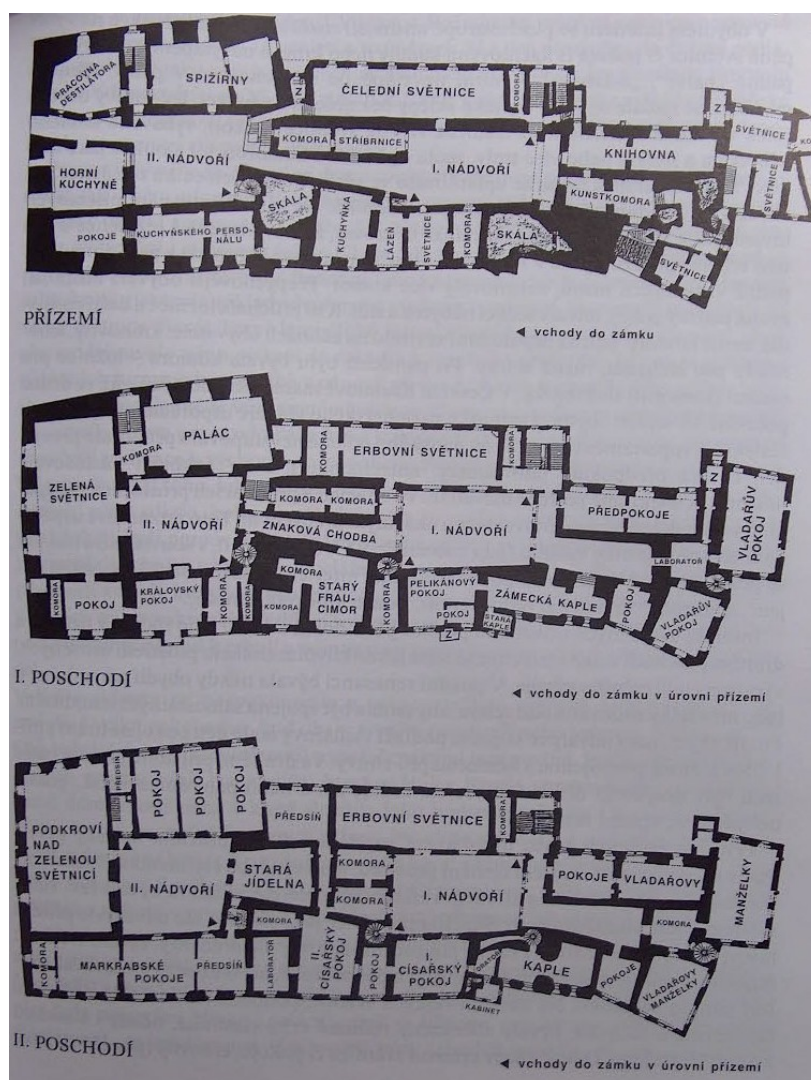 PRACOVNA
DESTILÁTORA
SPIŽÍRNY
Z
ČELEDNÍ SVĚTNICE
KOMORA
Z
SVĚTNICE
II. NÁDVOŘÍ
KOMORA
STŘÍBRNICE
I. NÁDVOŘÍ
KNIHOVNA
HORNÍ
KUCHYNĚ
SKÁLA
KUCHYŇKA
LÁZEŇ
SVĚTNICE
KOMORA
SKÁLA
KUNSTKOMORA
SVĚTNICE
POKOJE
KUCHYŇSKÉHO
PERSO-
NÁLU
SVĚTNICE
PŘÍZEMÍ
vchody do zámku
KOMORA
PALÁC
KOMORA
ERBOVNÍ SVĚTNICE
KOMORA
ZELENÁ
SVĚTNICE
II. NÁDVOŘÍ
KOMORA
KOMORA
ZNAKOVÁ CHODBA
I. NÁDVOŘÍ
PŘEDPOKOJE
Z
VLADAŘŮV
POKOJ
LABORATOŘ
KOMORA
POKOJ
KRÁLOVSKÝ
POKOJ
KOMORA
KOMORA
KOMORA
KOMORA
STARÝ
FRAU-
CIMOR
KOMORA
PELIKÁNOVÝ
POKOJ
POKOJ
Z
STARÁ
KAPLE
ZÁMECKÁ KAPLE
POKOJ
VLADAŘŮV
POKOJ
I. POSCHODÍ
vchody do zámku v úrovni přízemí
PŘEDSÍŇ
POKOJ
POKOJ
POKOJ
PŘEDSÍŇ
ERBOVNÍ SVĚTNICE
KOMORA
PODKROVÍ
NAD
ZELENOU
SVĚTNICÍ
II. NÁDVOŘÍ
STARÁ
JÍDELNA
KOMORA
KOMORA
I. NÁDVOŘÍ
POKOJE
VLADAŘOVY
MANŽELKY
KOMORA
KOMORA
KOMORA
MARKRABSKÉ
POKOJE
PŘEDSÍŇ
LABORATOŘ
II.
CÍSAŘSKÝ
POKOJ
POKOJ
I.
CÍSAŘSKÝ
POKOJ
ORATOŘ
KABINET
KAPLE
POKOJE
VLADAŘOVY
MANŽELKY
II. POSCHODÍ
vchody do zámku v úrovni přízemí